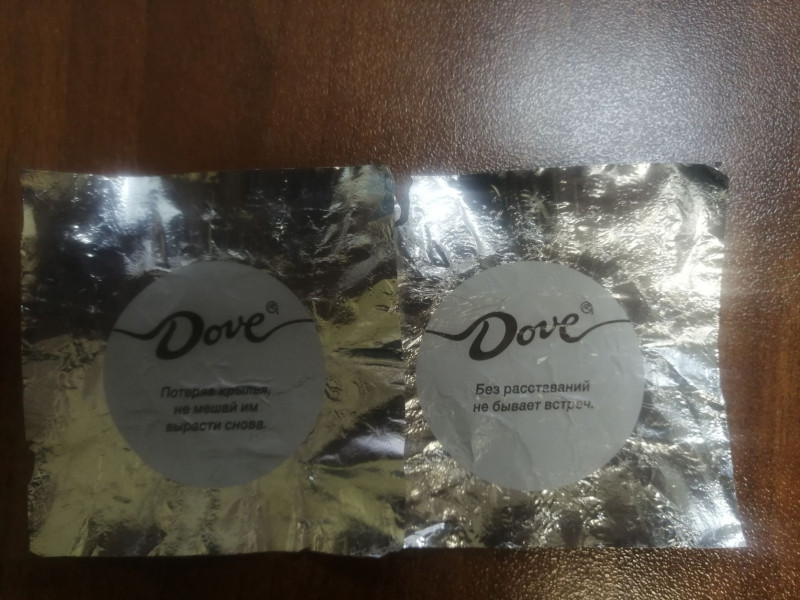 Dove
Потеряв крылья,
не мешай им
вырасти снова.
Dove
Без расставаний
не бывает встреч.